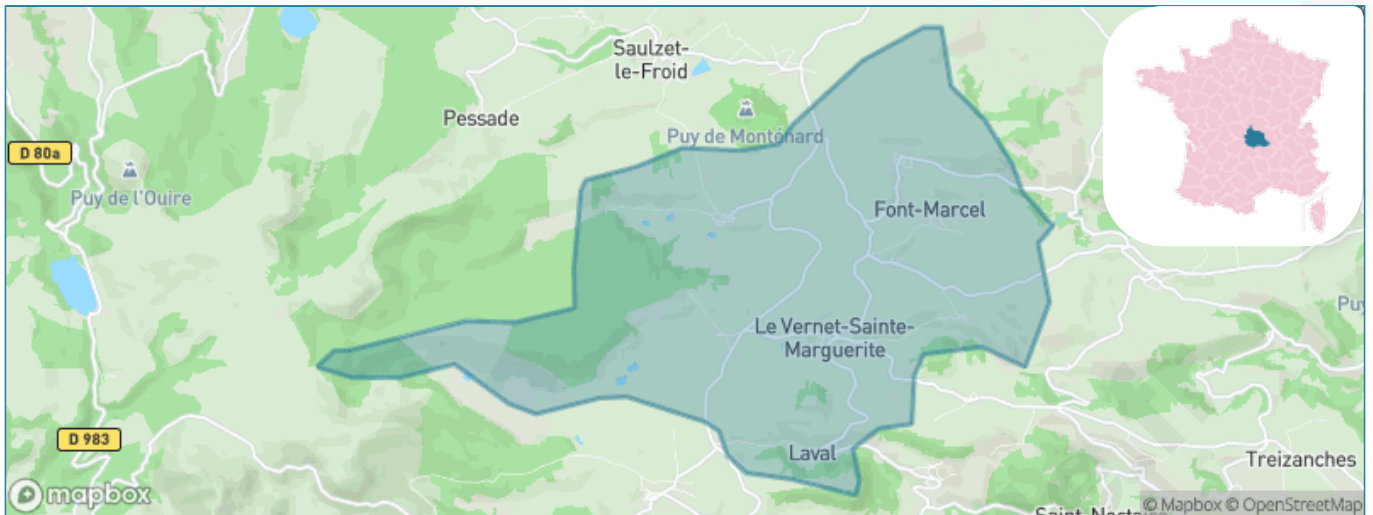 Saulzet-
le-Froid
Pessade
Puy de Monténard
D 80a
Puy de l'Ouire
Font-Marcel
Le Vernet-Sainte-
Marguerite
D 983
Laval
Treizanches
mapbox
© Mapbox © OpenStreetMap